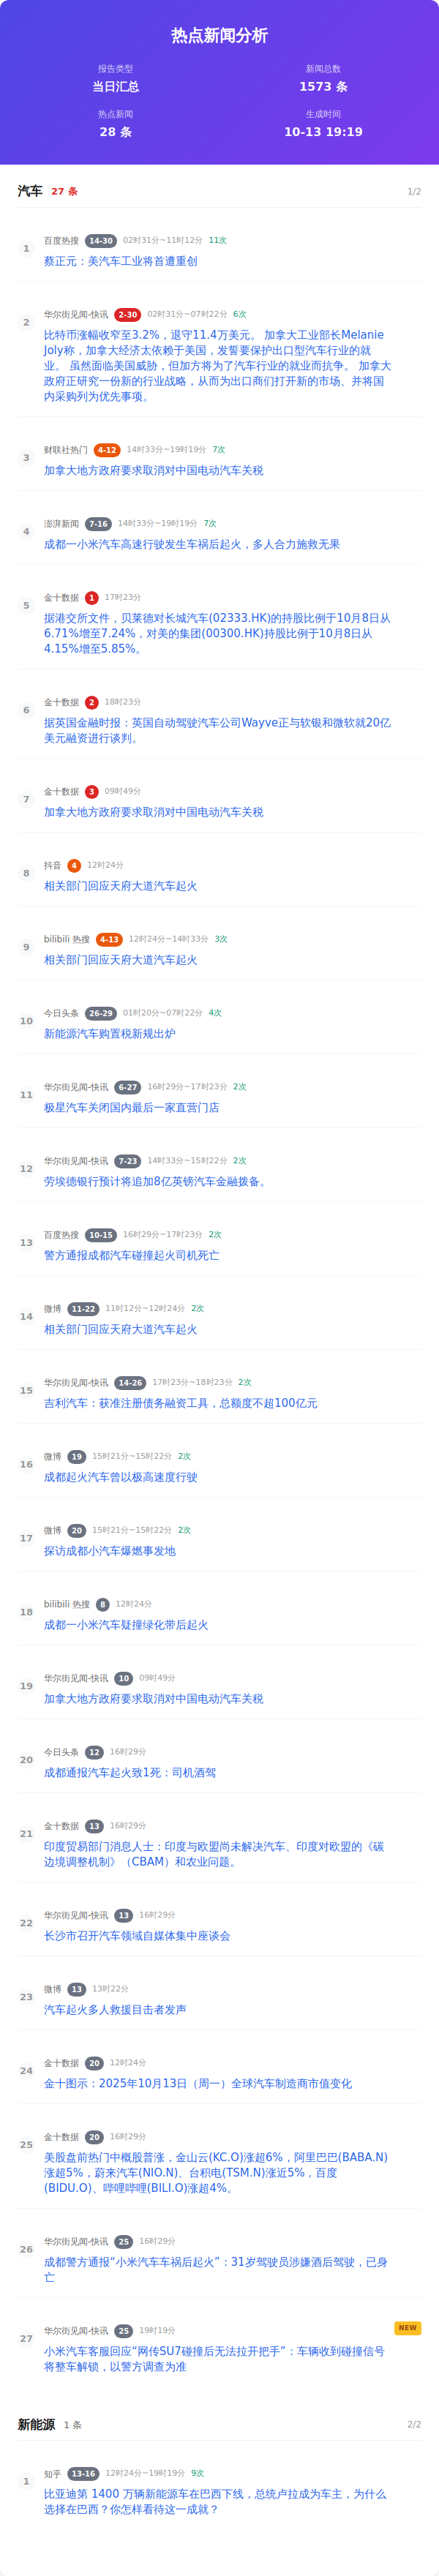 热点新闻分析
报告类型
新闻总数
当日汇总
1573 条
热点新闻
生成时间
28 条
10-13 19:19
汽车 27 条 1/2
1
百度热搜 14-30 02时31分~11时12分 11次
蔡正元：美汽车工业将首遭重创
2
华尔街见闻-快讯 2-30 02时31分~07时22分 6次
比特币涨幅收窄至3.2%，退守11.4万美元。 加拿大工业部长Melanie
Joly称，加拿大经济太依赖于美国，发誓要保护出口型汽车行业的就
业。 虽然面临美国威胁，但加方将为了汽车行业的就业而抗争。 加拿大
政府正研究一份新的行业战略，从而为出口商们打开新的市场、并将国
内采购列为优先事项。
3
财联社热门 4-12 14时33分~19时19分 7次
加拿大地方政府要求取消对中国电动汽车关税
4
澎湃新闻 7-16 14时33分~19时19分 7次
成都一小米汽车高速行驶发生车祸后起火，多人合力施救无果
5
金十数据 1 17时23分
据港交所文件，贝莱德对长城汽车(02333.HK)的持股比例于10月8日从
6.71%增至7.24%，对美的集团(00300.HK)持股比例于10月8日从
4.15%增至5.85%。
6
金十数据 2 18时23分
据英国金融时报：英国自动驾驶汽车公司Wayve正与软银和微软就20亿
美元融资进行谈判。
7
金十数据 3 09时49分
加拿大地方政府要求取消对中国电动汽车关税
8
抖音 4 12时24分
相关部门回应天府大道汽车起火
9
bilibili 热搜 4-13 12时24分~14时33分 3次
相关部门回应天府大道汽车起火
10
今日头条 26-29 01时20分~07时22分 4次
新能源汽车购置税新规出炉
11
华尔街见闻-快讯 6-27 16时29分~17时23分 2次
极星汽车关闭国内最后一家直营门店
12
华尔街见闻-快讯 7-23 14时33分~15时22分 2次
劳埃德银行预计将追加8亿英镑汽车金融拨备。
13
百度热搜 10-15 16时29分~17时23分 2次
警方通报成都汽车碰撞起火司机死亡
14
微博 11-22 11时12分~12时24分 2次
相关部门回应天府大道汽车起火
15
华尔街见闻-快讯 14-26 17时23分~18时23分 2次
吉利汽车：获准注册债务融资工具，总额度不超100亿元
16
微博 19 15时21分~15时22分 2次
成都起火汽车曾以极高速度行驶
17
微博 20 15时21分~15时22分 2次
探访成都小汽车爆燃事发地
18
bilibili 热搜 8 12时24分
成都一小米汽车疑撞绿化带后起火
19
华尔街见闻-快讯 10 09时49分
加拿大地方政府要求取消对中国电动汽车关税
20
今日头条 12 16时29分
成都通报汽车起火致1死：司机酒驾
21
金十数据 13 16时29分
印度贸易部门消息人士：印度与欧盟尚未解决汽车、印度对欧盟的《碳
边境调整机制》（CBAM）和农业问题。
22
华尔街见闻-快讯 13 16时29分
长沙市召开汽车领域自媒体集中座谈会
23
微博 13 13时22分
汽车起火多人救援目击者发声
24
金十数据 20 12时24分
金十图示：2025年10月13日（周一）全球汽车制造商市值变化
25
金十数据 20 16时29分
美股盘前热门中概股普涨，金山云(KC.O)涨超6%，阿里巴巴(BABA.N)
涨超5%，蔚来汽车(NIO.N)、台积电(TSM.N)涨近5%，百度
(BIDU.O)、哔哩哔哩(BILI.O)涨超4%。
26
华尔街见闻-快讯 25 16时29分
成都警方通报“小米汽车车祸后起火”：31岁驾驶员涉嫌酒后驾驶，已身
亡
27
华尔街见闻-快讯 25 19时19分 NEW
小米汽车客服回应“网传SU7碰撞后无法拉开把手”：车辆收到碰撞信号
将整车解锁，以警方调查为准
新能源 1 条 2/2
1
知乎 13-16 12时24分~19时19分 9次
比亚迪第 1400 万辆新能源车在巴西下线，总统卢拉成为车主，为什么
选择在巴西？你怎样看待这一成就？